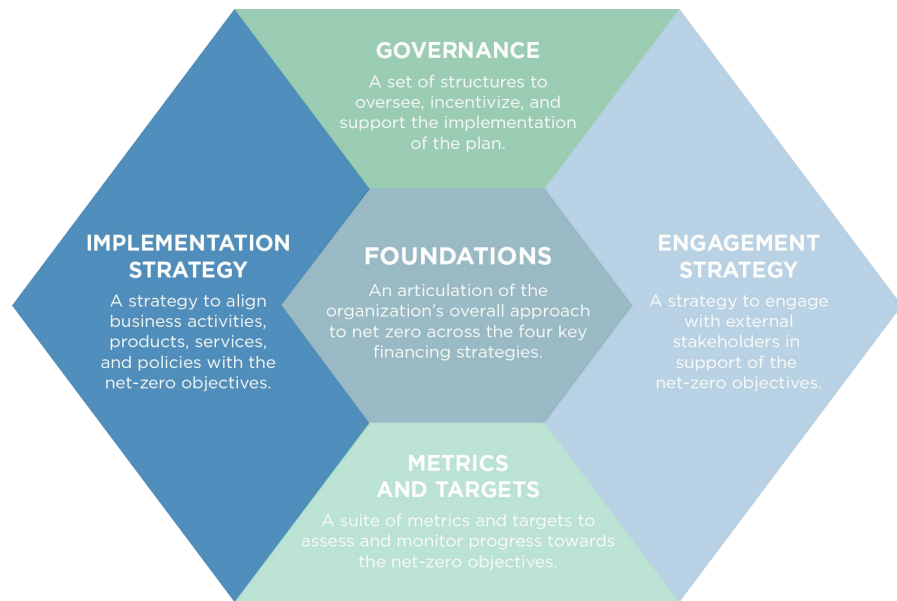 GOVERNANCE
A set of structures to
oversee, incentivize, and
support the implementation
of the plan.
IMPLEMENTATION
STRATEGY
A strategy to align
business activities,
products, services,
and policies with the
net-zero objectives.
FOUNDATIONS
An articulation of the
organization’s overall approach
to net zero across the four key
financing strategies.
ENGAGEMENT
STRATEGY
A strategy to engage
with external
stakeholders in
support of the
net-zero objectives.
METRICS
AND TARGETS
A suite of metrics and targets to
assess and monitor progress towards
the net-zero objectives.